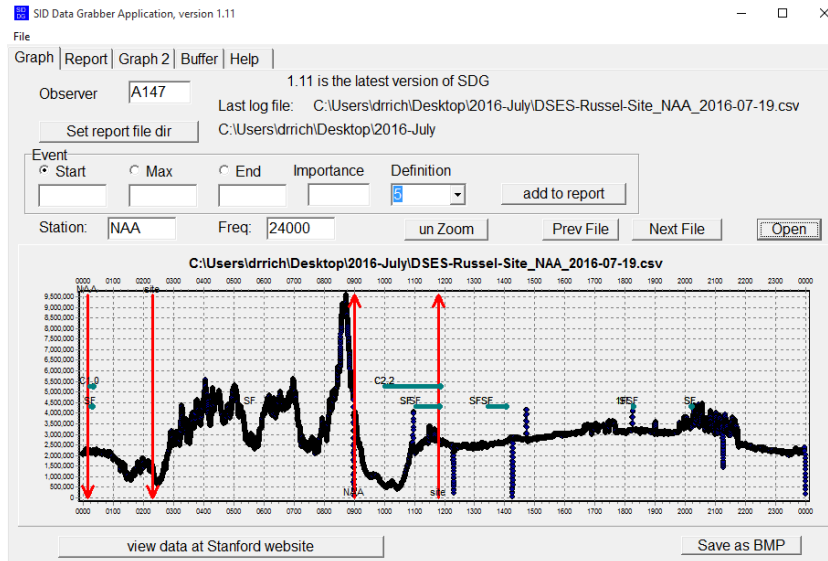 SID DG SID Data Grabber Application, version 1.11
File
Graph Report Graph 2 Buffer Help
1.11 is the latest version of SDG
Observer A147
Last log file: C:\Users\drrich\Desktop\2016-July\DSES-Russel-Site_NAA_2016-07-19.csv
Set report file dir C:\Users\drrich\Desktop\2016-July
Event
Start Max End Importance Definition
5 add to report
Station: NAA Freq: 24000 un Zoom Prev File Next File Open
C:\Users\drrich\Desktop\2016-July\DSES-Russel-Site_NAA_2016-07-19.csv
0000 0100 0200 0300 0400 0500 0600 0700 0800 0900 1000 1100 1200 1300 1400 1500 1600 1700 1800 1900 2000 2100 2200 2300 0000
NAA site
9,500,000
9,000,000
8,500,000
8,000,000
7,500,000
7,000,000
6,500,000
6,000,000
5,500,000 C2.2
5,000,000
4,500,000 SF SF SFSF SFSF SF
4,000,000
3,500,000
3,000,000
2,500,000
2,000,000
1,500,000
1,000,000
500,000 NAA site
0
0000 0100 0200 0300 0400 0500 0600 0700 0800 0900 1000 1100 1200 1300 1400 1500 1600 1700 1800 1900 2000 2100 2200 2300 0000
view data at Stanford website Save as BMP